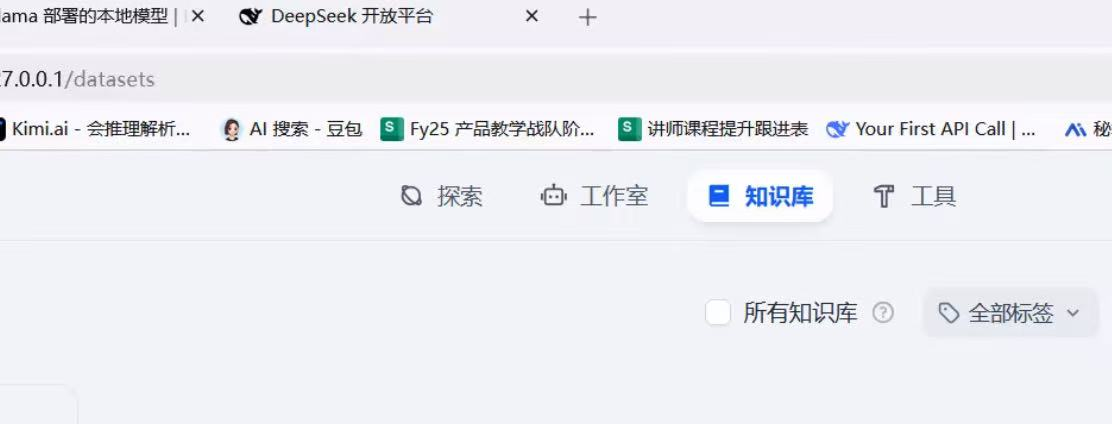 lama 部署的本地模型 | DeepSeek 开放平台
27.0.0.1/datasets
Kimi.ai - 会推理解析... AI 搜索 - 豆包 Fy25 产品教学战队阶... 讲师课程提升跟进表 Your First API Call | ... 秘
探索 工作室 知识库 工具
所有知识库 ? 全部标签